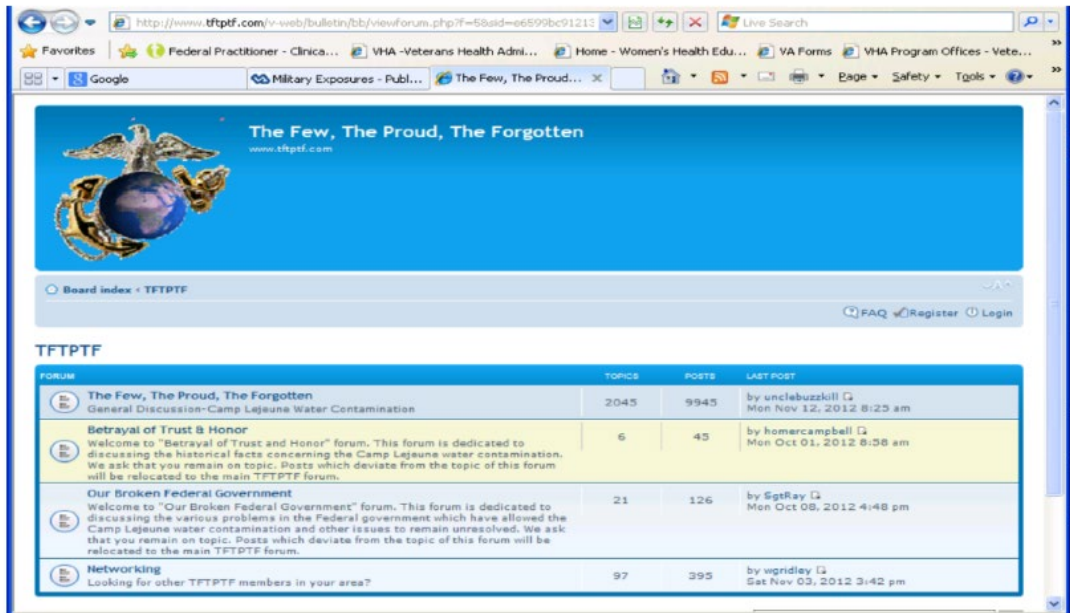 http://www.tftptf.com/v-web/bulletin/bb/viewforum.php?f=5&sid=e6599bc91213 Live Search
Favorites Federal Practitioner - Clinica... VHA -Veterans Health Admi... Home - Women's Health Edu... VA Forms VHA Program Offices - Vete...
Google Military Exposures - Publ... The Few, The Proud... Page Safety Tools
The Few, The Proud, The Forgotten
www.tftptf.com
Board index ‹ TFTPTF
FAQ Register Login
TFTPTF
FORUM TOPICS POSTS LAST POST
The Few, The Proud, The Forgotten
General Discussion-Camp Lejeune Water Contamination
2045 9945
by unclebuzzkill
Mon Nov 12, 2012 8:25 am
Betrayal of Trust & Honor
Welcome to "Betrayal of Trust and Honor" forum. This forum is dedicated to
discussing the historical facts concerning the Camp Lejeune water contamination.
We ask that you remain on topic. Posts which deviate from the topic of this forum
will be relocated to the main TFTPTF forum.
6 45
by homercampbell
Mon Oct 01, 2012 8:58 am
Our Broken Federal Government
Welcome to "Our Broken Federal Government" forum. This forum is dedicated to
discussing the various problems in the Federal government which have allowed the
Camp Lejeune water contamination and other issues to remain unresolved. We ask
that you remain on topic. Posts which deviate from the topic of this forum will be
relocated to the main TFTPTF forum.
21 126
by SgtRay
Mon Oct 08, 2012 4:48 pm
Networking
Looking for other TFTPTF members in your area?
97 395
by wgridley
Sat Nov 03, 2012 3:42 pm